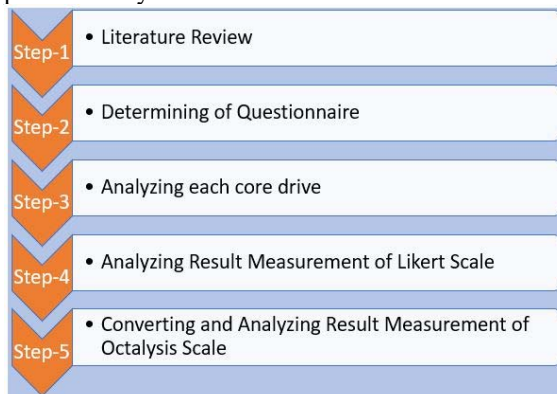 Step-1
• Literature Review
Step-2
• Determining of Questionnaire
Step-3
• Analyzing each core drive
Step-4
• Analyzing Result Measurement of Likert Scale
Step-5
• Converting and Analyzing Result Measurement of
Octalysis Scale